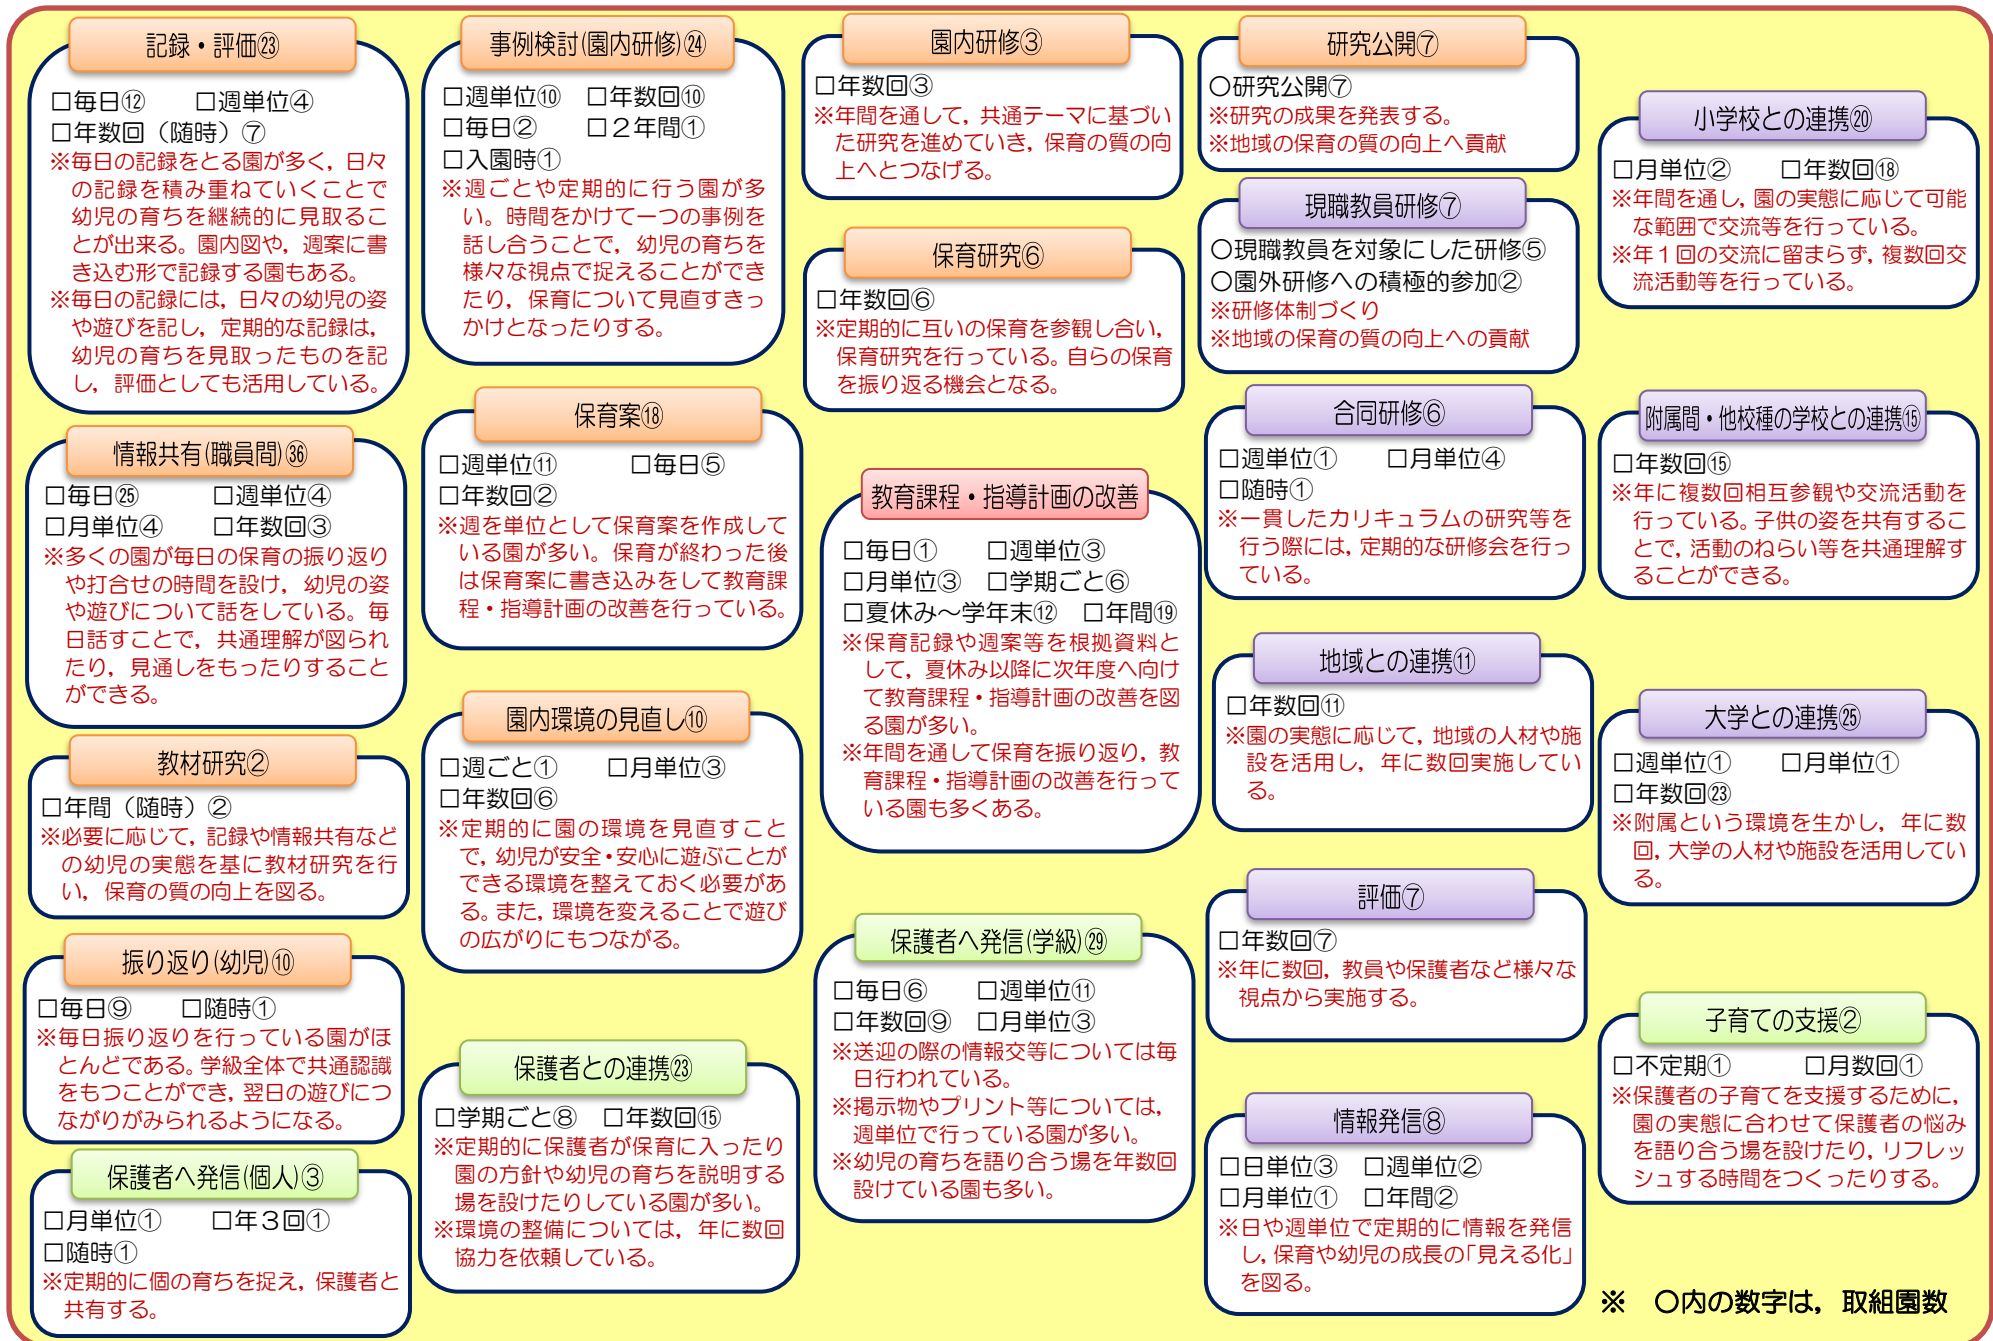 記録・評価㉓
□毎日⑫　□週単位④
□年数回（随時）⑦
※毎日の記録をとる園が多く，日々
の記録を積み重ねていくことで
幼児の育ちを継続的に見取るこ
とが出来る。園内図や，週案に書
き込む形で記録する園もある。
※毎日の記録には，日々の幼児の姿
や遊びを記し，定期的な記録は，
幼児の育ちを見取ったものを記
し，評価としても活用している。
情報共有(職員間)㊱
□毎日㉕　□週単位④
□月単位④　□年数回③
※多くの園が毎日の保育の振り返り
や打合せの時間を設け，幼児の姿
や遊びについて話をしている。毎
日話すことで，共通理解が図られ
たり，見通しをもったりすること
ができる。
教材研究②
□年間（随時）②
※必要に応じて，記録や情報共有など
の幼児の実態を基に教材研究を行
い，保育の質の向上を図る。
振り返り(幼児)⑩
□毎日⑨　□随時①
※毎日振り返りを行っている園がほ
とんどである。学級全体で共通認識
をもつことができ，翌日の遊びにつ
ながりがみられるようになる。
保護者へ発信(個人)③
□月単位①　□年３回①
□随時①
※定期的に個の育ちを捉え，保護者と
共有する。
事例検討(園内研修)㉔
□週単位⑩　□年数回⑩
□毎日②　□２年間①
□入園時①
※週ごとや定期的に行う園が多
い。時間をかけて一つの事例を
話し合うことで，幼児の育ちを
様々な視点で捉えることができ
たり，保育について見直すきっ
かけとなったりする。
保育案⑱
□週単位⑪　□毎日⑤
□年数回②
※週を単位として保育案を作成して
いる園が多い。保育が終わった後
は保育案に書き込みをして教育課
程・指導計画の改善を行っている。
園内環境の見直し⑩
□週ごと①　□月単位③
□年数回⑥
※定期的に園の環境を見直すこと
で，幼児が安全・安心に遊ぶことが
できる環境を整えておく必要があ
る。また，環境を変えることで遊び
の広がりにもつながる。
保護者との連携㉓
□学期ごと⑧　□年数回⑮
※定期的に保護者が保育に入ったり
園の方針や幼児の育ちを説明する
場を設けたりしている園が多い。
※環境の整備については，年に数回
協力を依頼している。
園内研修③
□年数回③
※年間を通して，共通テーマに基づい
た研究を進めていき，保育の質の向
上へとつなげる。
保育研究⑥
□年数回⑥
※定期的に互いの保育を参観し合い，
保育研究を行っている。自らの保育
を振り返る機会となる。
教育課程・指導計画の改善
□毎日①　□週単位③
□月単位③　□学期ごと⑥
□夏休み～学年末⑫　□年間⑲
※保育記録や週案等を根拠資料と
して，夏休み以降に次年度へ向け
て教育課程・指導計画の改善を図
る園が多い。
※年間を通して保育を振り返り，教
育課程・指導計画の改善を行って
いる園も多くある。
保護者へ発信(学級)㉙
□毎日⑥　□週単位⑪
□年数回⑨　□月単位③
※送迎の際の情報交等については毎
日行われている。
※掲示物やプリント等については，
週単位で行っている園が多い。
※幼児の育ちを語り合う場を年数回
設けている園も多い。
研究公開⑦
○研究公開⑦
※研究の成果を発表する。
※地域の保育の質の向上へ貢献
現職教員研修⑦
○現職教員を対象にした研修⑤
○園外研修への積極的参加②
※研修体制づくり
※地域の保育の質の向上への貢献
合同研修⑥
□週単位①　□月単位④
□随時①
※一貫したカリキュラムの研究等を
行う際には，定期的な研修会を行っ
ている。
地域との連携⑪
□年数回⑪
※園の実態に応じて，地域の人材や施
設を活用し，年に数回実施してい
る。
評価⑦
□年数回⑦
※年に数回，教員や保護者など様々な
視点から実施する。
情報発信⑧
□日単位③　□週単位②
□月単位①　□年間②
※日や週単位で定期的に情報を発信
し，保育や幼児の成長の「見える化」
を図る。
小学校との連携⑳
□月単位②　□年数回⑱
※年間を通し，園の実態に応じて可能
な範囲で交流等を行っている。
※年１回の交流に留まらず，複数回交
流活動等を行っている。
附属間・他校種の学校との連携⑮
□年数回⑮
※年に複数回相互参観や交流活動を
行っている。子供の姿を共有するこ
とで，活動のねらい等を共通理解す
ることができる。
大学との連携㉕
□週単位①　□月単位①
□年数回㉓
※附属という環境を生かし，年に数
回，大学の人材や施設を活用してい
る。
子育ての支援②
□不定期①　□月数回①
※保護者の子育てを支援するために，
園の実態に合わせて保護者の悩み
を語り合う場を設けたり，リフレッ
シュする時間をつくったりする。
※　○内の数字は，取組園数